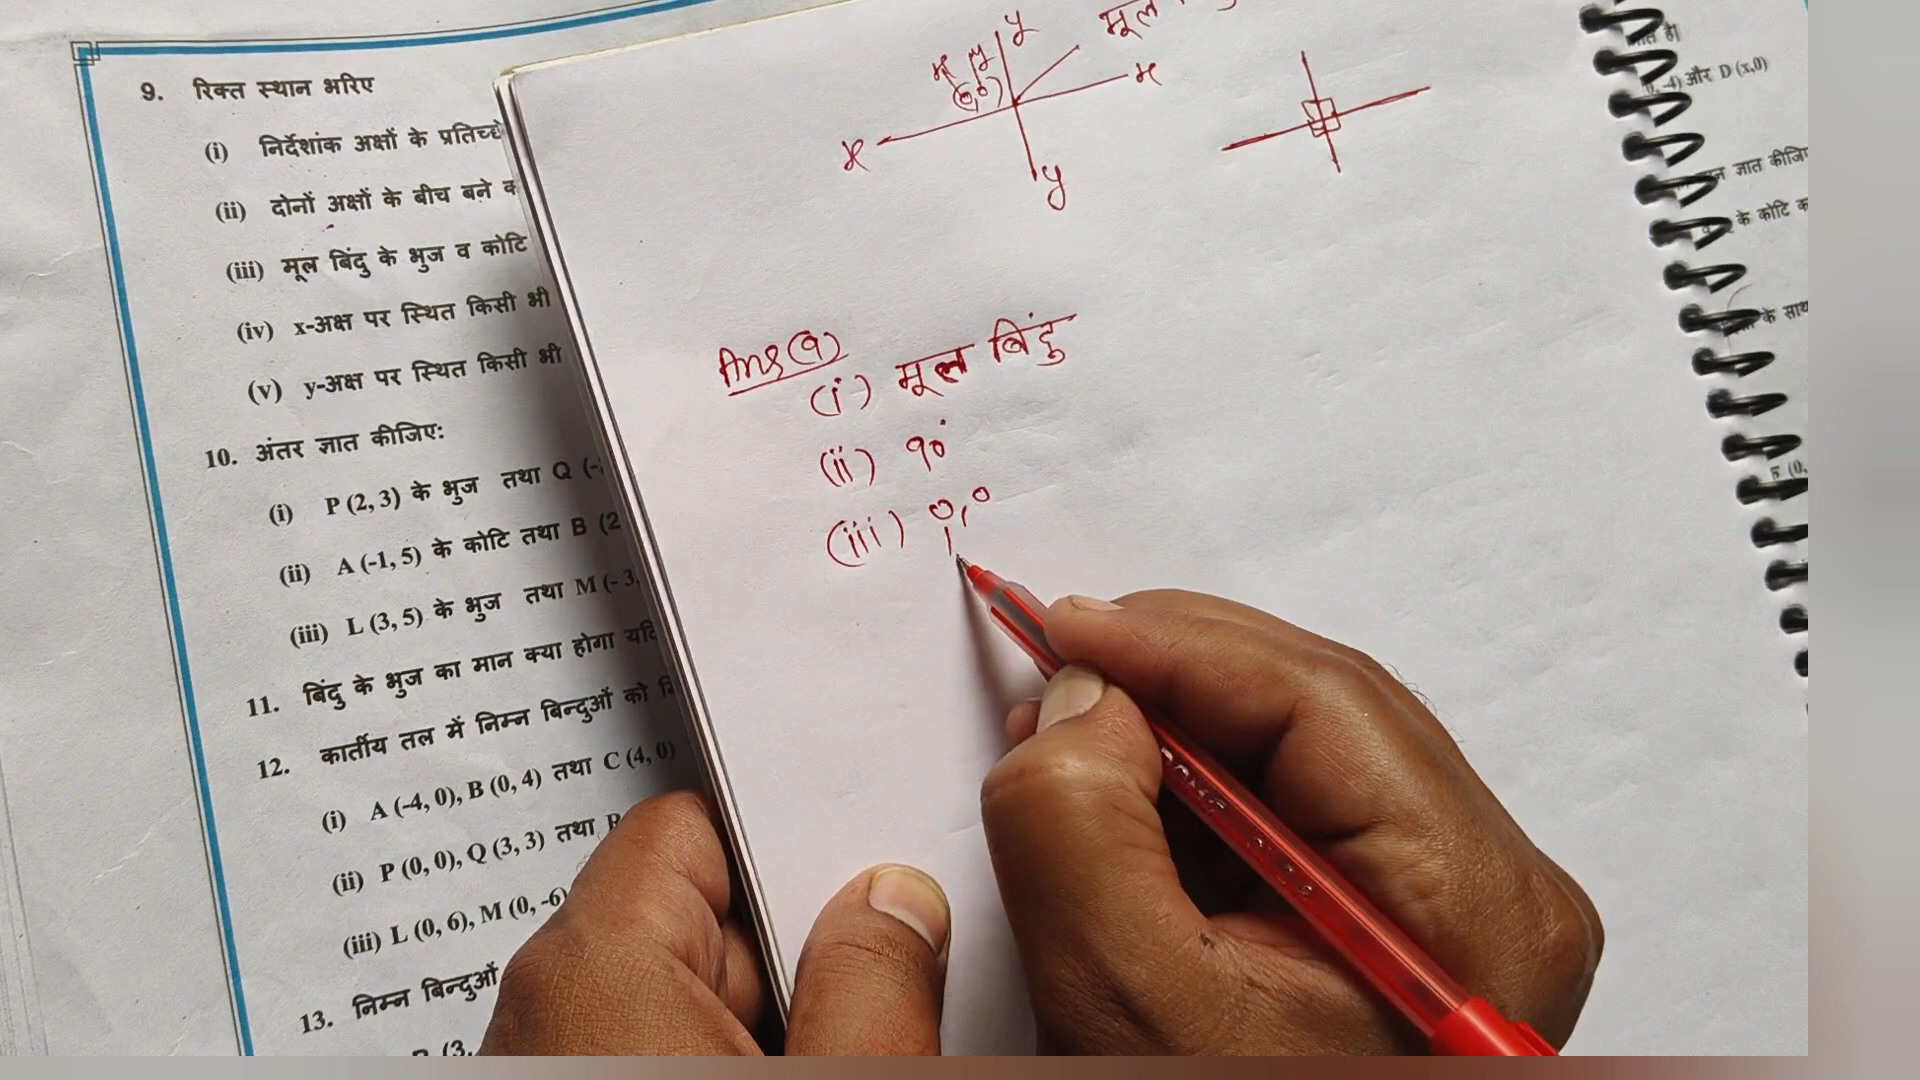 9. रिक्त स्थान भरिए
(i) निर्देशांक अक्षों के
(ii) दोनों अक्षों के बीच बने
(iii) मूल बिंदु के भुज व कोटि
(iv) x-अक्ष पर स्थित किसी भी
(v) y-अक्ष पर स्थित किसी भी
10. अंतर ज्ञात कीजिए:
(i) P (2, 3) के भुज तथा Q (-
(ii) A (-1, 5) के कोटि तथा B (2
(iii) L (3, 5) के भुज तथा M (- 3,
11. बिंदु के भुज का मान क्या होगा यदि
12. कार्तीय तल में निम्न बिन्दुओं को
(i) A (-4, 0), B (0, 4) तथा C (4, 0)
(ii) P (0, 0), Q (3, 3) तथा R
(iii) L (0, 6), M (0, -6)
13. निम्न बिन्दुओं
y
मूल
x y
(0,0)
x
x
y
Ans (9)
(i) मूल बिंदु
(ii) 90°
(iii) 0,0
और D (x,0)
ज्ञात कीजिए
के कोटि
के साथ